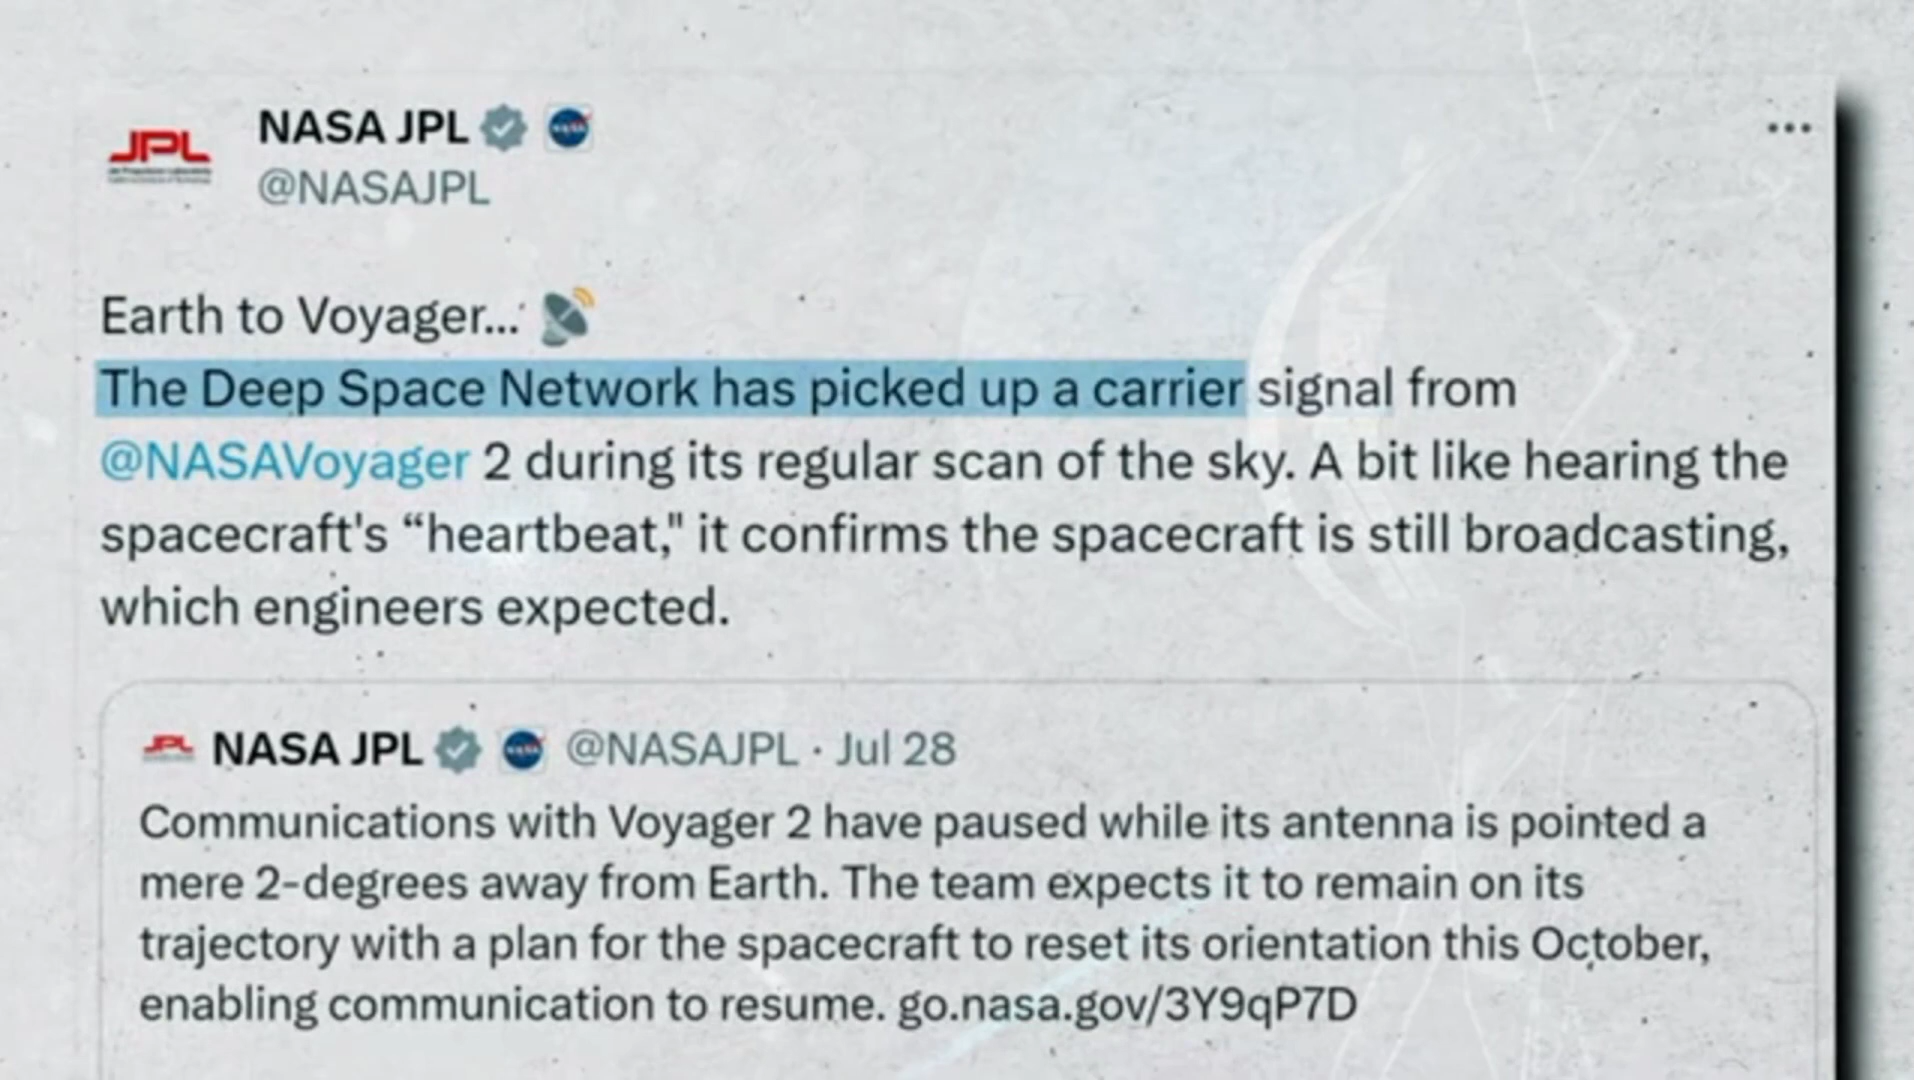 JPL
NASA JPL
@NASAJPL
Earth to Voyager...
The Deep Space Network has picked up a carrier signal from
@NASAVoyager 2 during its regular scan of the sky. A bit like hearing the
spacecraft's “heartbeat," it confirms the spacecraft is still broadcasting,
which engineers expected.
JPL NASA JPL @NASAJPL · Jul 28
Communications with Voyager 2 have paused while its antenna is pointed a
mere 2-degrees away from Earth. The team expects it to remain on its
trajectory with a plan for the spacecraft to reset its orientation this October,
enabling communication to resume. go.nasa.gov/3Y9qP7D